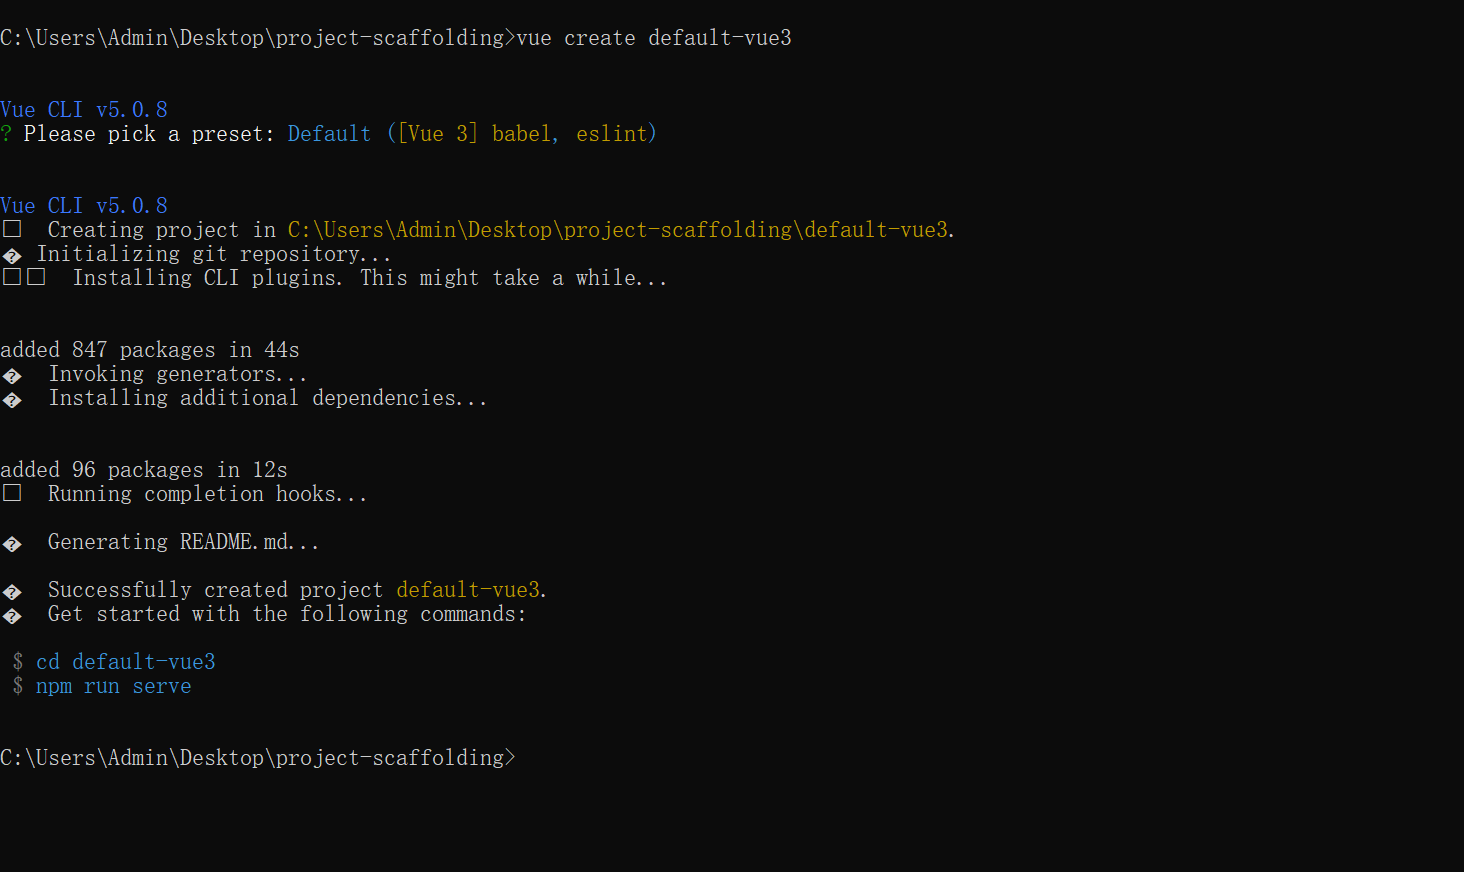 C:\Users\Admin\Desktop\project-scaffolding>vue create default-vue3
Vue CLI v5.0.8
? Please pick a preset: Default ([Vue 3] babel, eslint)
Vue CLI v5.0.8
□  Creating project in C:\Users\Admin\Desktop\project-scaffolding\default-vue3.
� Initializing git repository...
□□  Installing CLI plugins. This might take a while...
added 847 packages in 44s
�  Invoking generators...
�  Installing additional dependencies...
added 96 packages in 12s
□  Running completion hooks...
�  Generating README.md...
�  Successfully created project default-vue3.
�  Get started with the following commands:
$ cd default-vue3
$ npm run serve
C:\Users\Admin\Desktop\project-scaffolding>